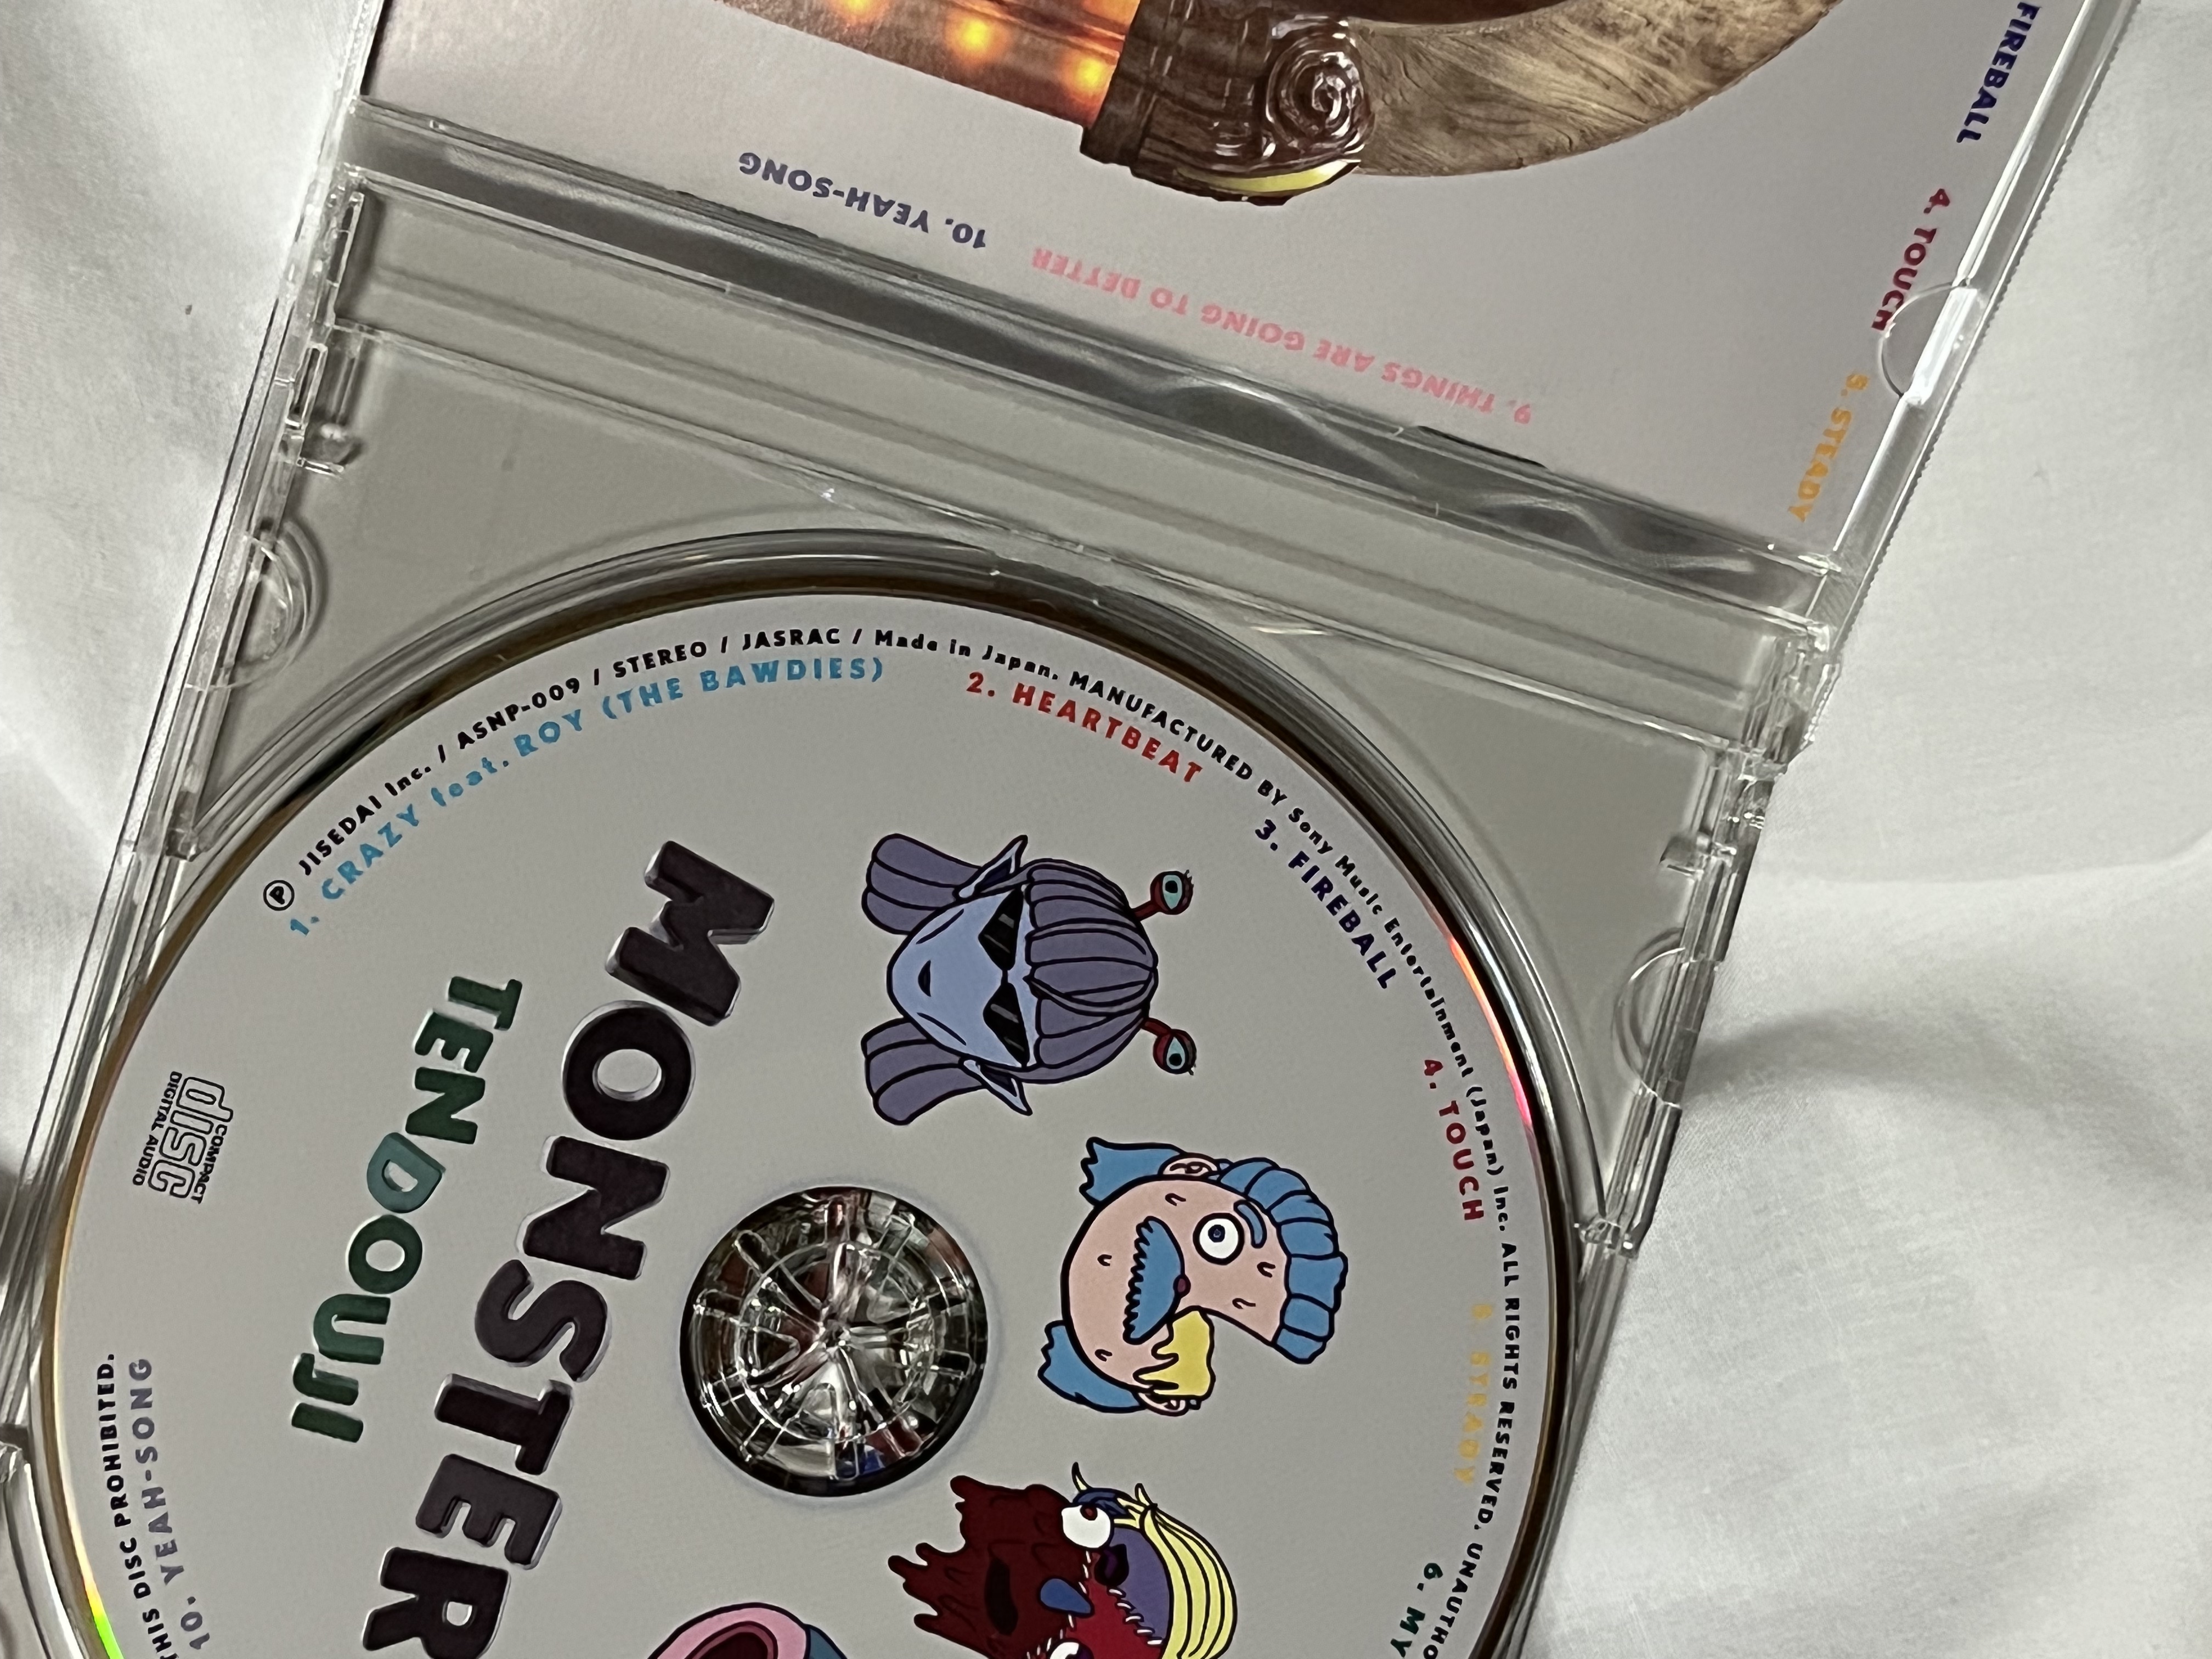 FIREBALL
4. TOUCH
5. STEADY
9. THINGS ARE GOING TO BETTER
10. YEAH-SONG
Ⓟ JISEDAI Inc. / ASNP-009 / STEREO / JASRAC / Made in Japan. MANUFACTURED BY Sony Music Entertainment (Japan) Inc. ALL RIGHTS RESERVED. UNAUTHO
THIS DISC PROHIBITED.
1. CRAZY feat. ROY (THE BAWDIES)
2. HEARTBEAT
3. FIREBALL
4. TOUCH
5. STEADY
6. MY
10. YEAH-SONG
MONSTER
TENDOUJI
COMPACT
disc
DIGITAL AUDIO